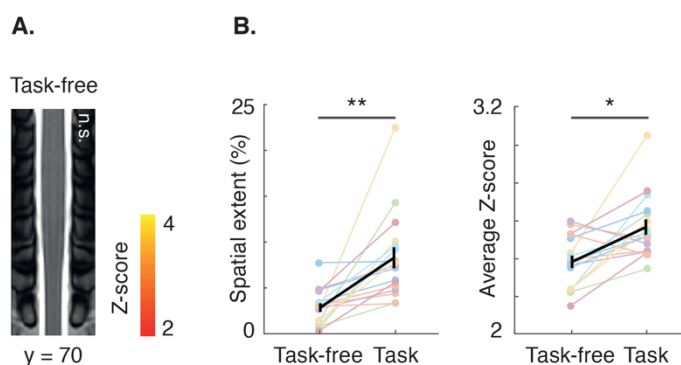 A.
Task-free
n.s.
Z-score
4
2
y = 70
B.
Spatial extent (%)
25
0
**
Task-free Task
Average Z-score
3.2
2
*
Task-free Task